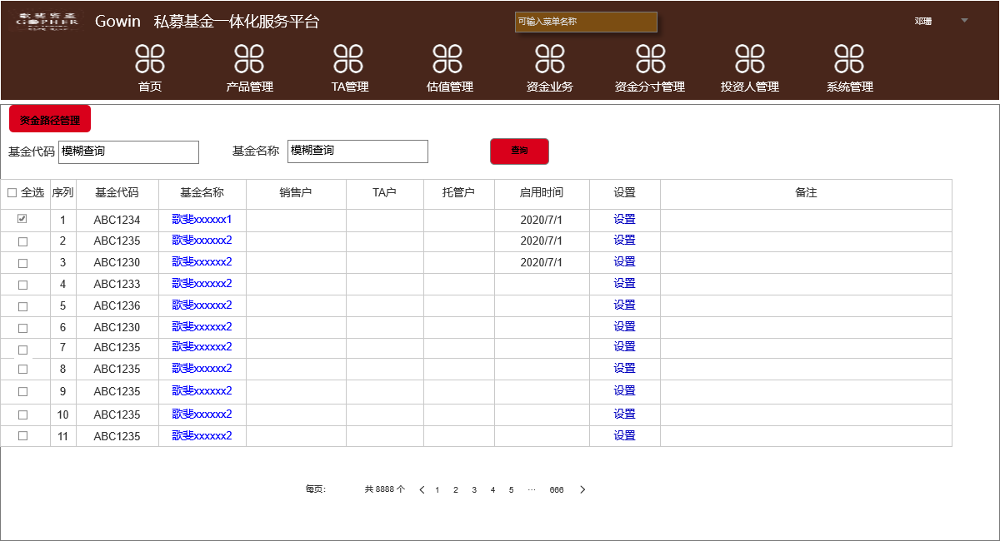 歌斐资产
GOPHER
Gowin 私募基金一体化服务平台
可输入菜单名称
邓珊
首页 产品管理 TA管理 估值管理 资金业务 资金分寸管理 投资人管理 系统管理
资金路径管理
基金代码 模糊查询 基金名称 模糊查询 查询
全选 序列 基金代码 基金名称 销售户 TA户 托管户 启用时间 设置 备注
1 ABC1234 歌斐xxxxxx1 2020/7/1 设置
2 ABC1235 歌斐xxxxxx2 2020/7/1 设置
3 ABC1230 歌斐xxxxxx2 2020/7/1 设置
4 ABC1233 歌斐xxxxxx2 设置
5 ABC1236 歌斐xxxxxx2 设置
6 ABC1230 歌斐xxxxxx2 设置
7 ABC1235 歌斐xxxxxx2 设置
8 ABC1235 歌斐xxxxxx2 设置
9 ABC1235 歌斐xxxxxx2 设置
10 ABC1235 歌斐xxxxxx2 设置
11 ABC1235 歌斐xxxxxx2 设置
每页: 共 8888 个 < 1 2 3 4 5 ··· 666 >